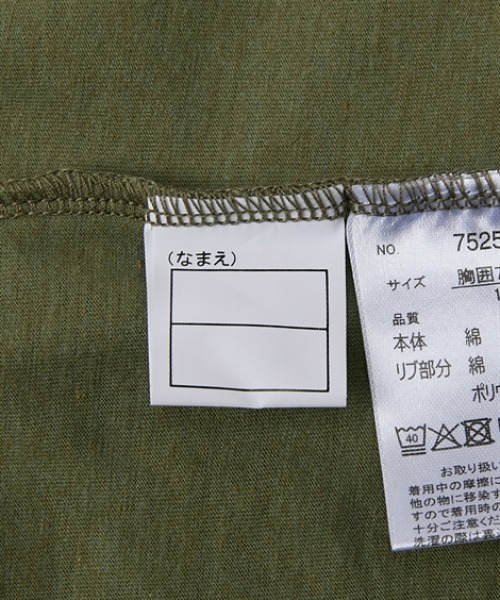 (なまえ)
NO. 7525
サイズ 胸囲7
品質
本体 綿
リブ部分 綿
ポリウ
40
お取り扱い
着用中の摩擦に
他の物に移染す
すので着用時の
十分ご注意くだ
洗濯の際は裏